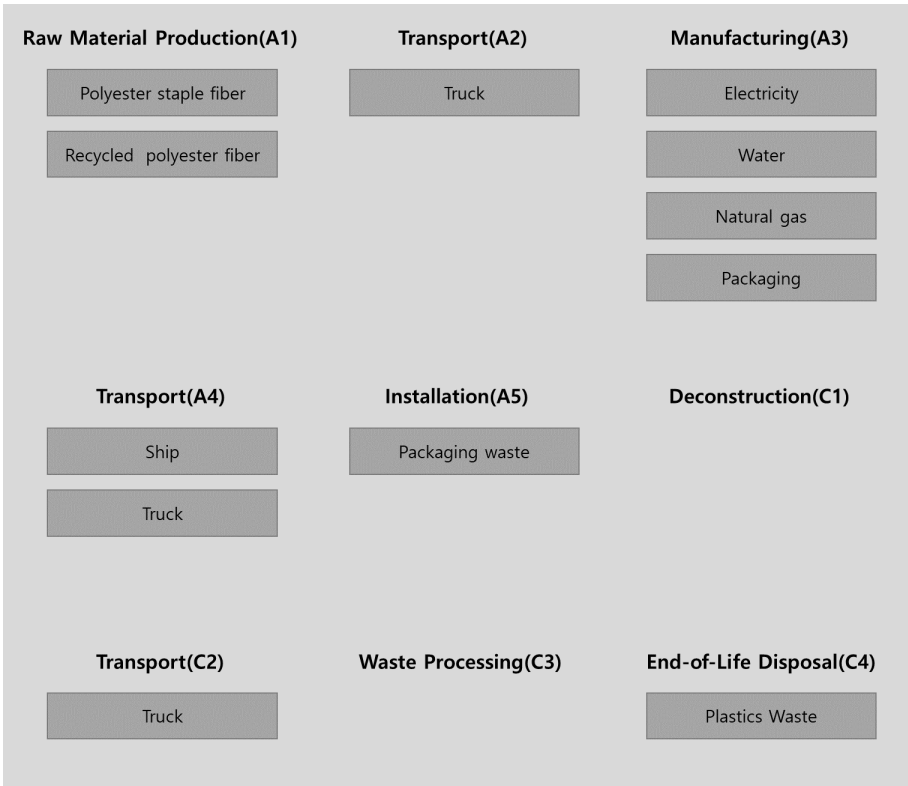 Raw Material Production(A1)
Polyester staple fiber
Recycled polyester fiber
Transport(A2)
Truck
Manufacturing(A3)
Electricity
Water
Natural gas
Packaging
Transport(A4)
Ship
Truck
Installation(A5)
Packaging waste
Deconstruction(C1)
Transport(C2)
Truck
Waste Processing(C3)
End-of-Life Disposal(C4)
Plastics Waste